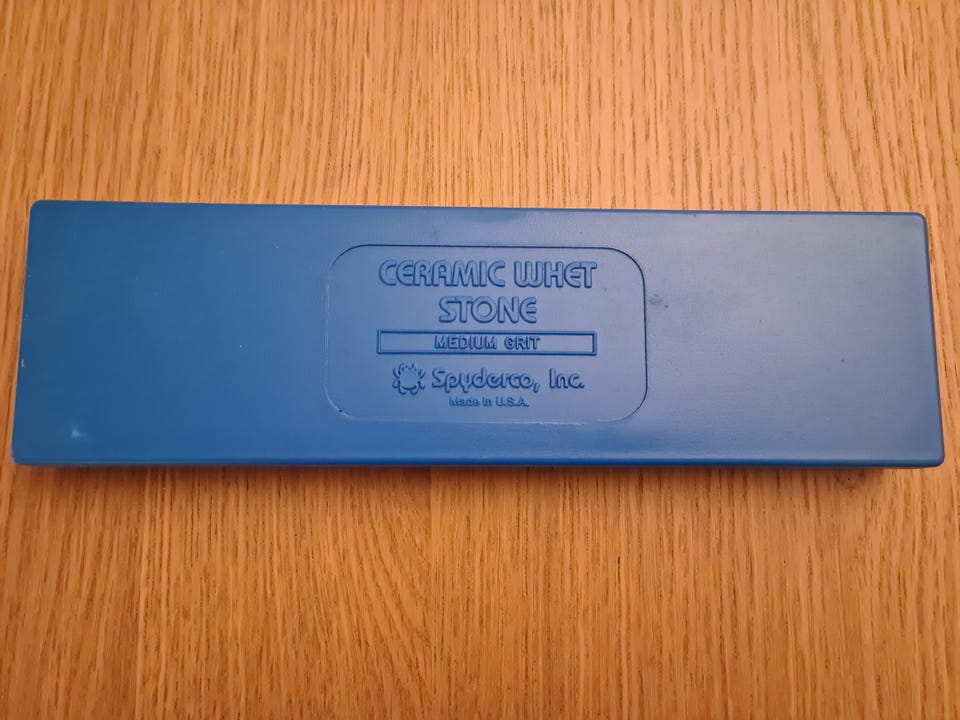 CERAMIC WHET
STONE
MEDIUM GRIT
Spyderco, Inc.
Made In U.S.A.